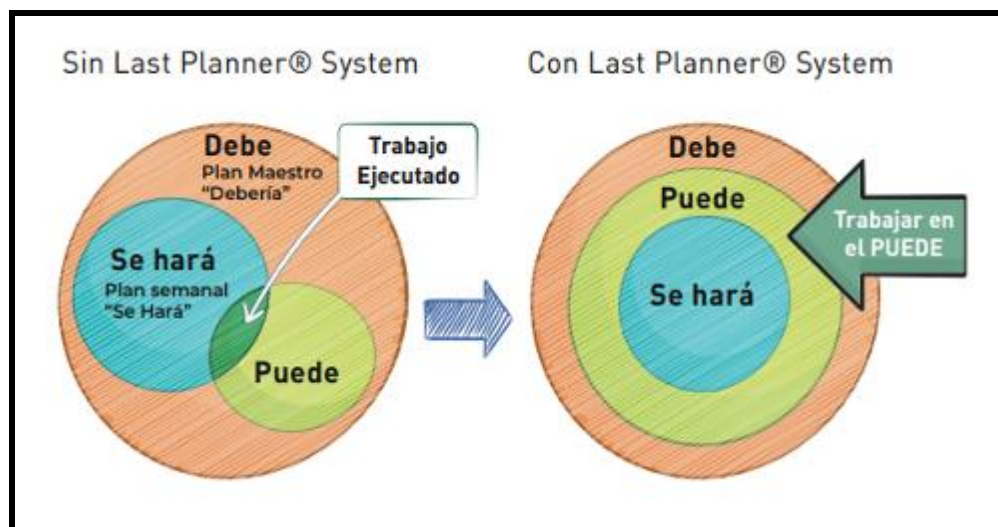 Sin Last Planner® System
Debe
Plan Maestro
"Debería"
Trabajo
Ejecutado
Se hará
Plan semanal
"Se Hará"
Puede
Con Last Planner® System
Debe
Puede
Se hará
Trabajar en
el PUEDE